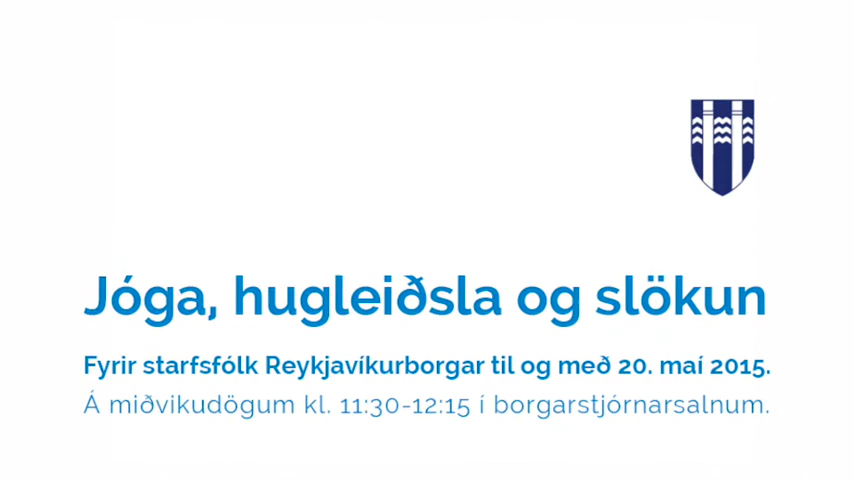 Jóga, hugleiðsla og slökun
Fyrir starfsfólk Reykjavíkurborgar til og með 20. maí 2015.
Á miðvikudögum kl. 11:30-12:15 í borgarstjórnarsalnum.